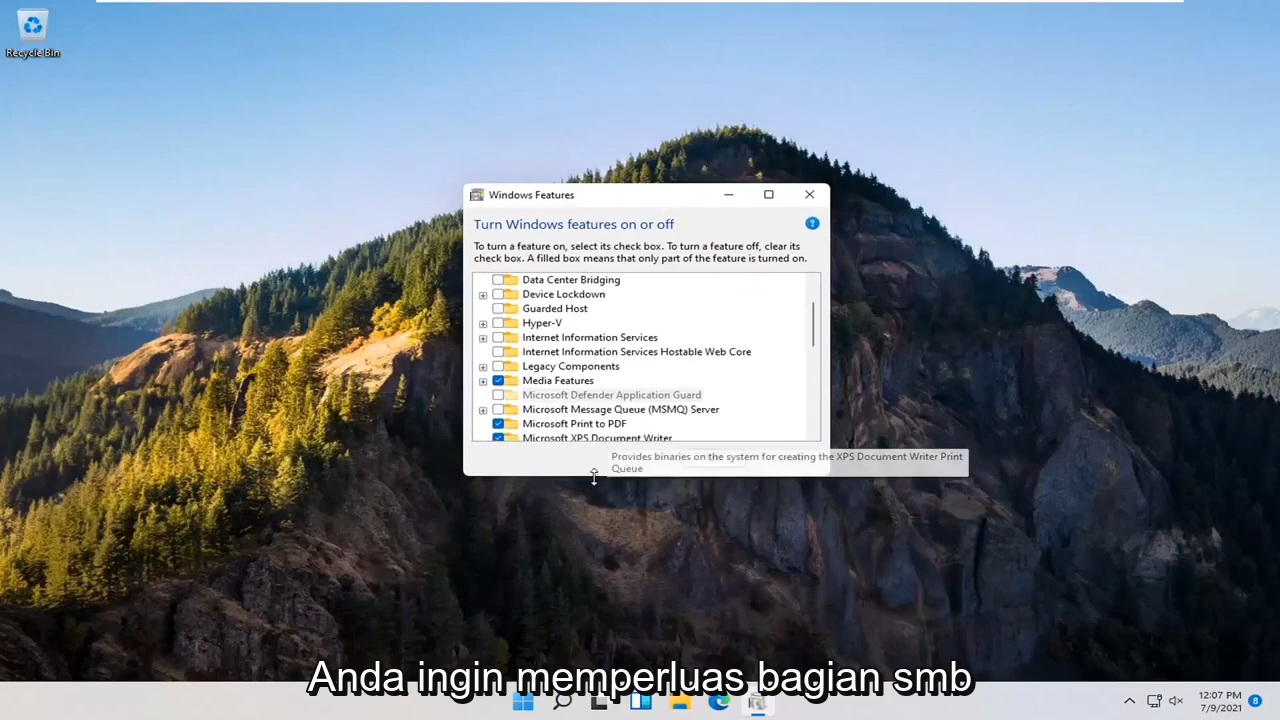 Recycle Bin
Windows Features
Turn Windows features on or off
To turn a feature on, select its check box. To turn a feature off, clear its
check box. A filled box means that only part of the feature is turned on.
Data Center Bridging
Device Lockdown
Guarded Host
Hyper-V
Internet Information Services
Internet Information Services Hostable Web Core
Legacy Components
Media Features
Microsoft Defender Application Guard
Microsoft Message Queue (MSMQ) Server
Microsoft Print to PDF
Microsoft XPS Document Writer
Provides binaries on the system for creating the XPS Document Writer Print
Queue
Anda ingin memperluas bagian smb
12:07 PM
7/9/2021
8